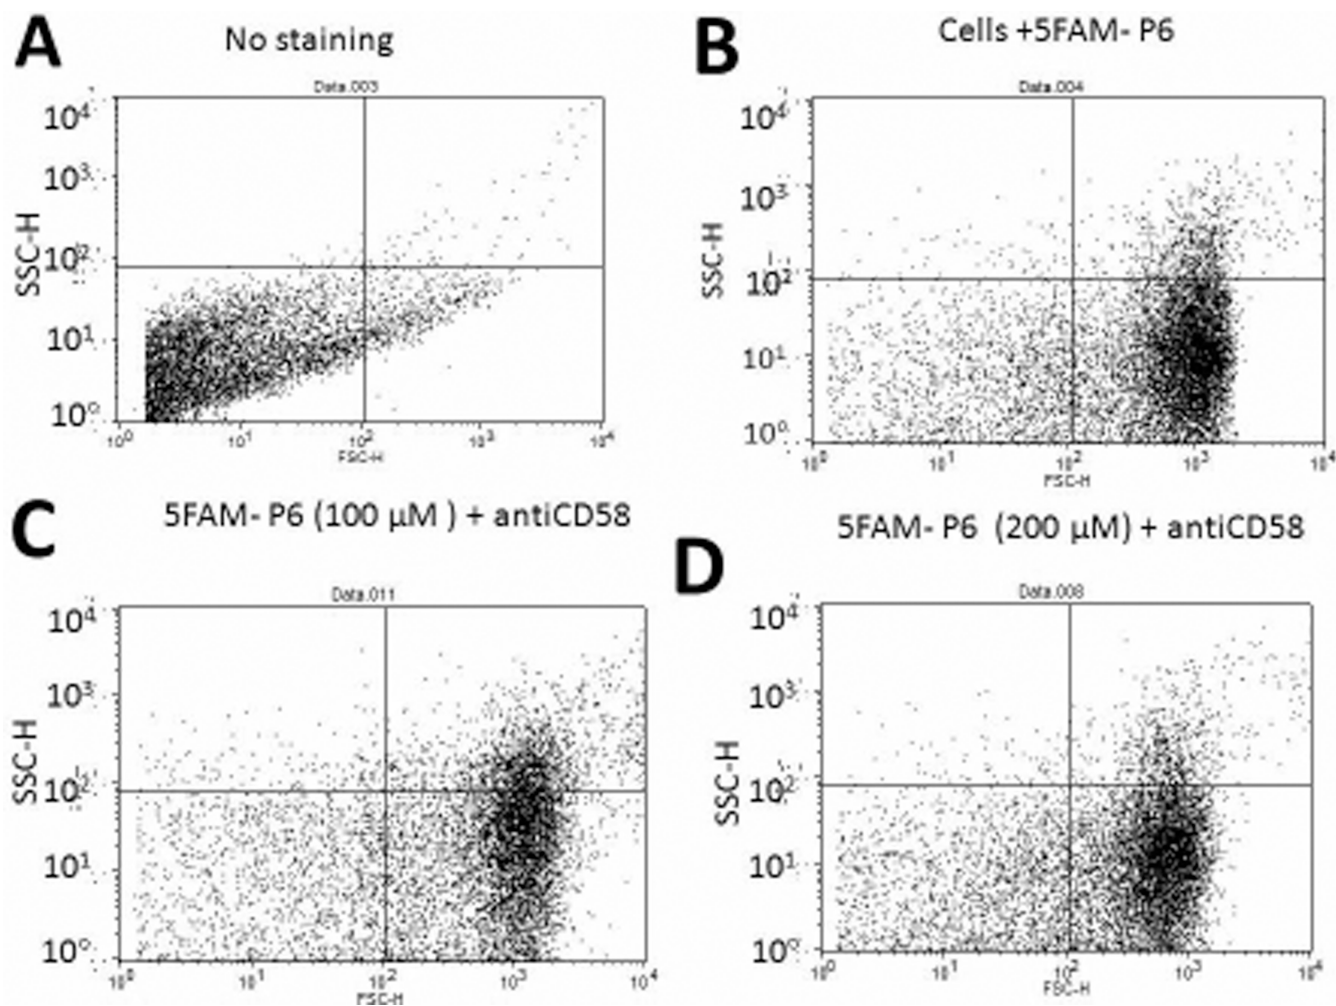 A
No staining
Data.003
10⁴
10³
10²
10¹
10⁰
SSC-H
10⁰ 10¹ 10² 10³ 10⁴
FSC-H
B
Cells +5FAM- P6
Data.004
10⁴
10³
10²
10¹
10⁰
SSC-H
10⁰ 10¹ 10² 10³ 10⁴
FSC-H
C
5FAM- P6 (100 µM ) + antiCD58
Data.011
10⁴
10³
10²
10¹
10⁰
SSC-H
10⁰ 10¹ 10² 10³ 10⁴
FSC-H
D
5FAM- P6 (200 µM) + antiCD58
Data.008
10⁴
10³
10²
10¹
10⁰
SSC-H
10⁰ 10¹ 10² 10³ 10⁴
FSC-H